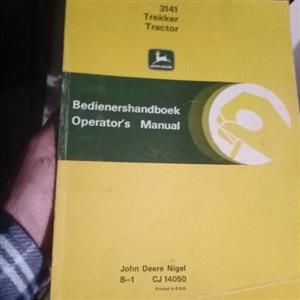 3141
Trekker
Tractor
JOHN DEERE
Bedienershandboek
Operator's Manual
John Deere Nigel
B-1 CJ 14050
Printed in R.S.A.